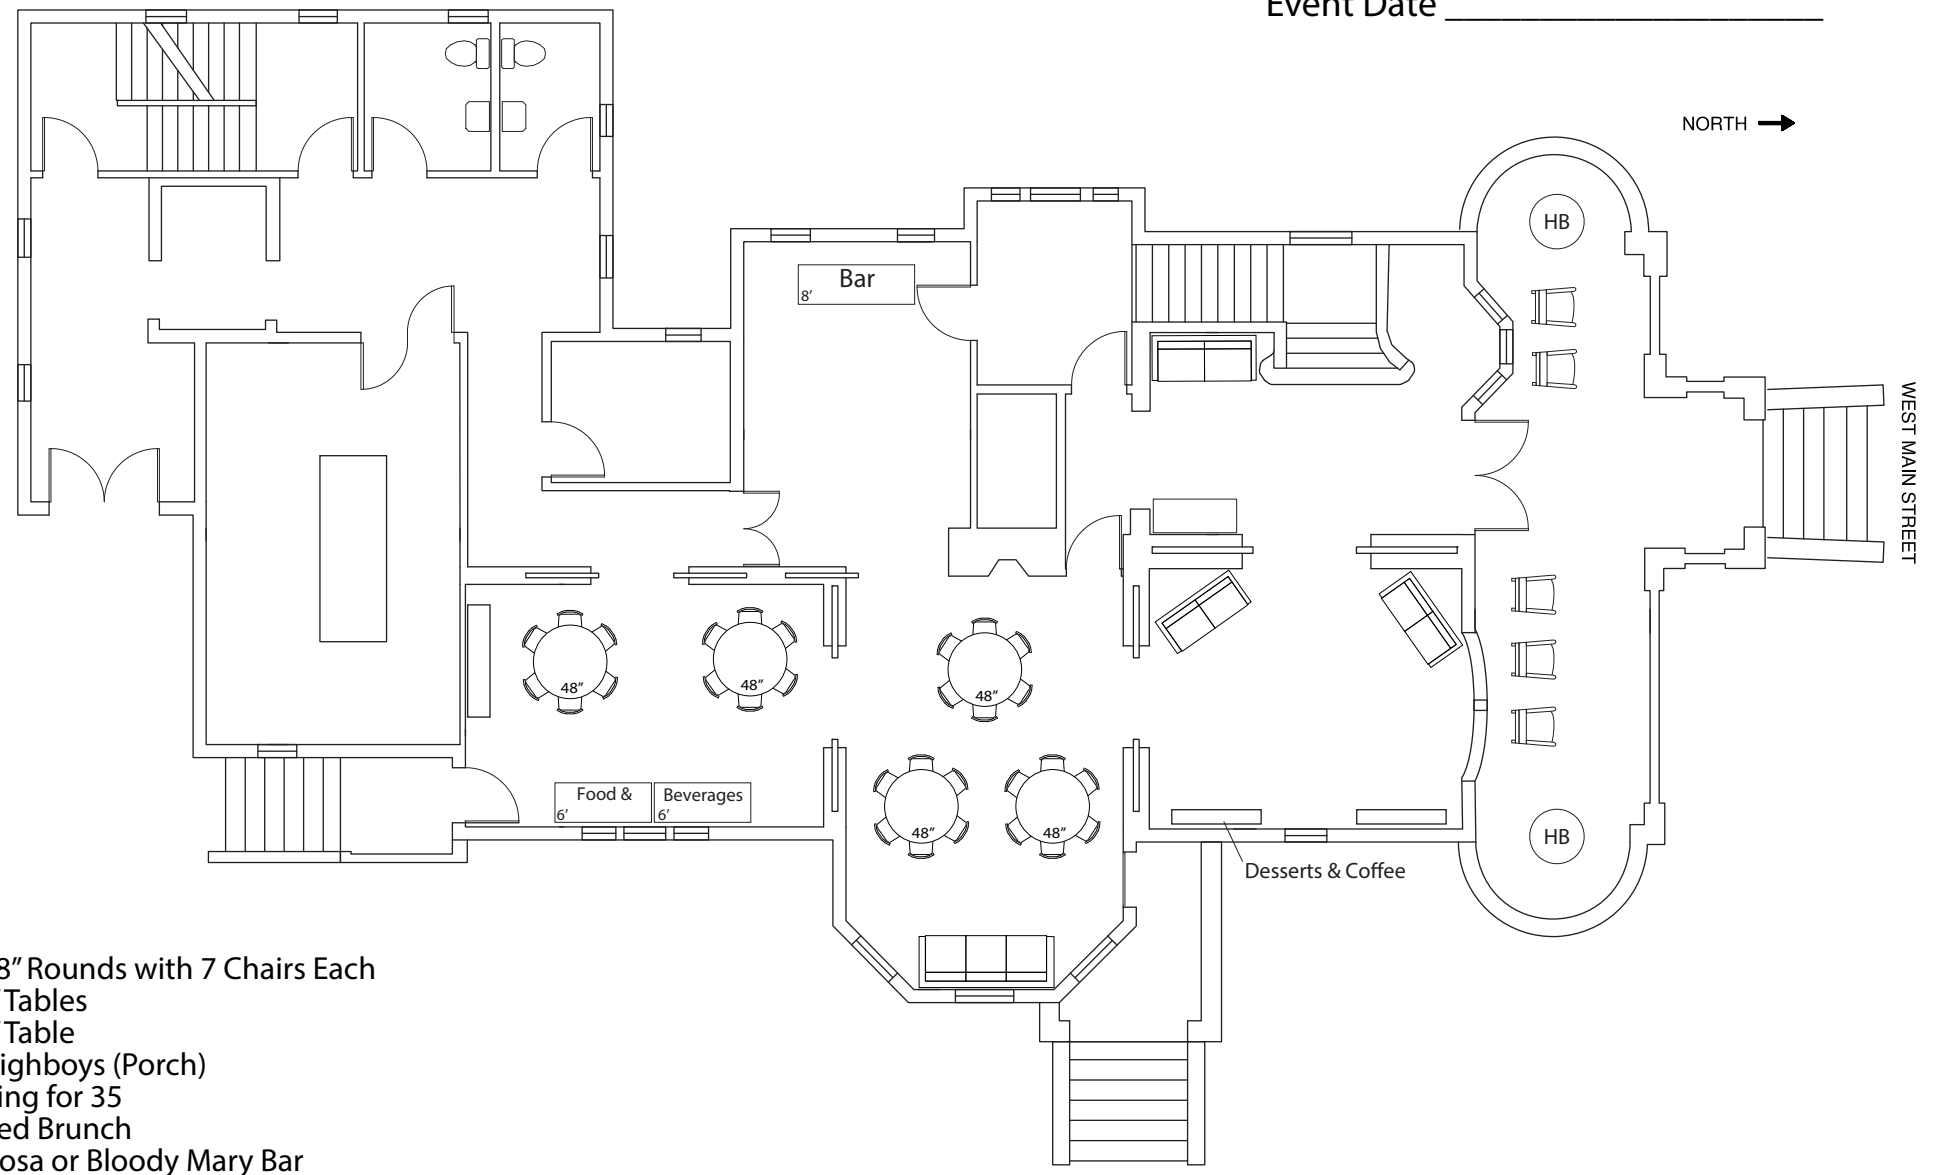 Event Date ____________________
NORTH
HB
Bar
8’
WEST MAIN STREET
48”
48”
48”
Food &
6’
Beverages
6’
48”
48”
HB
Desserts & Coffee
8” Rounds with 7 Chairs Each
Tables
Table
ighboys (Porch)
ing for 35
ed Brunch
osa or Bloody Mary Bar